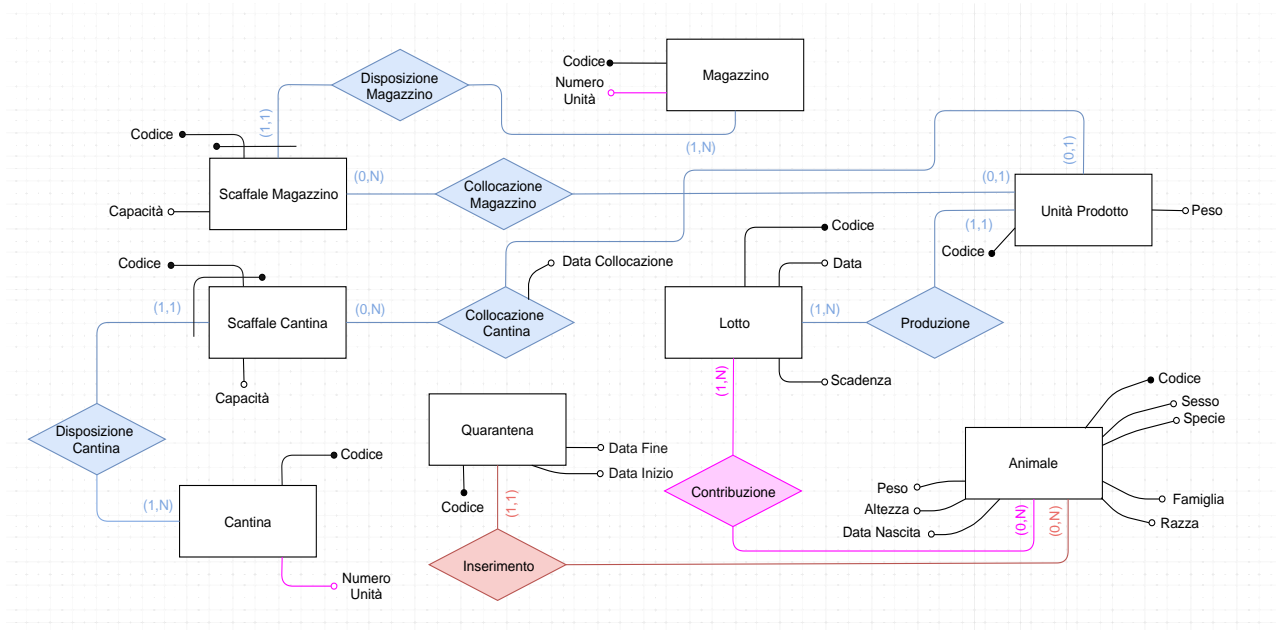 Disposizione
Magazzino
Codice
Numero
Unità
Magazzino
(1,1)
(1,N)
Codice
(0,1)
Scaffale Magazzino
(0,N)
Collocazione
Magazzino
(0,1)
Capacità
Unità Prodotto
Peso
(1,1)
Codice
Codice
Data
Codice
Data Collocazione
(1,1)
Scaffale Cantina
(0,N)
Collocazione
Cantina
Lotto
(1,N)
Produzione
Capacità
Scadenza
(1,N)
Codice
Sesso
Specie
Disposizione
Cantina
Quarantena
Data Fine
Data Inizio
Codice
(1,1)
Animale
Codice
(1,N)
Cantina
Contribuzione
Peso
Altezza
Data Nascita
(0,N)
(0,N)
Famiglia
Razza
Inserimento
Numero
Unità